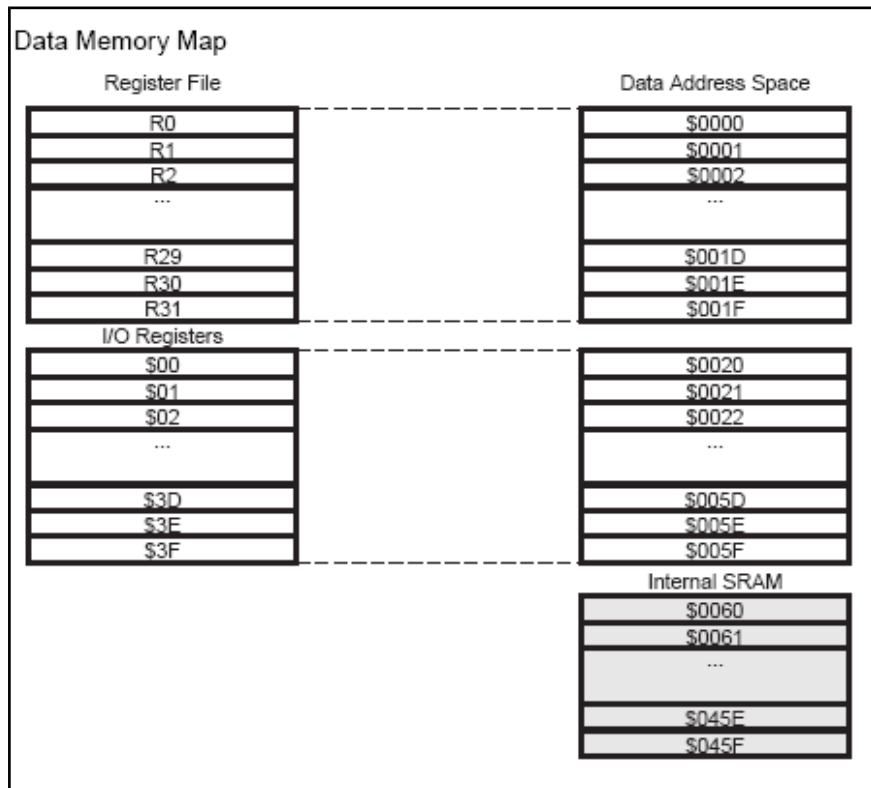 Data Memory Map
Register File Data Address Space
R0 $0000
R1 $0001
R2 $0002
... ...
R29 $001D
R30 $001E
R31 $001F
I/O Registers
$00 $0020
$01 $0021
$02 $0022
... ...
$3D $005D
$3E $005E
$3F $005F
Internal SRAM
$0060
$0061
...
$045E
$045F